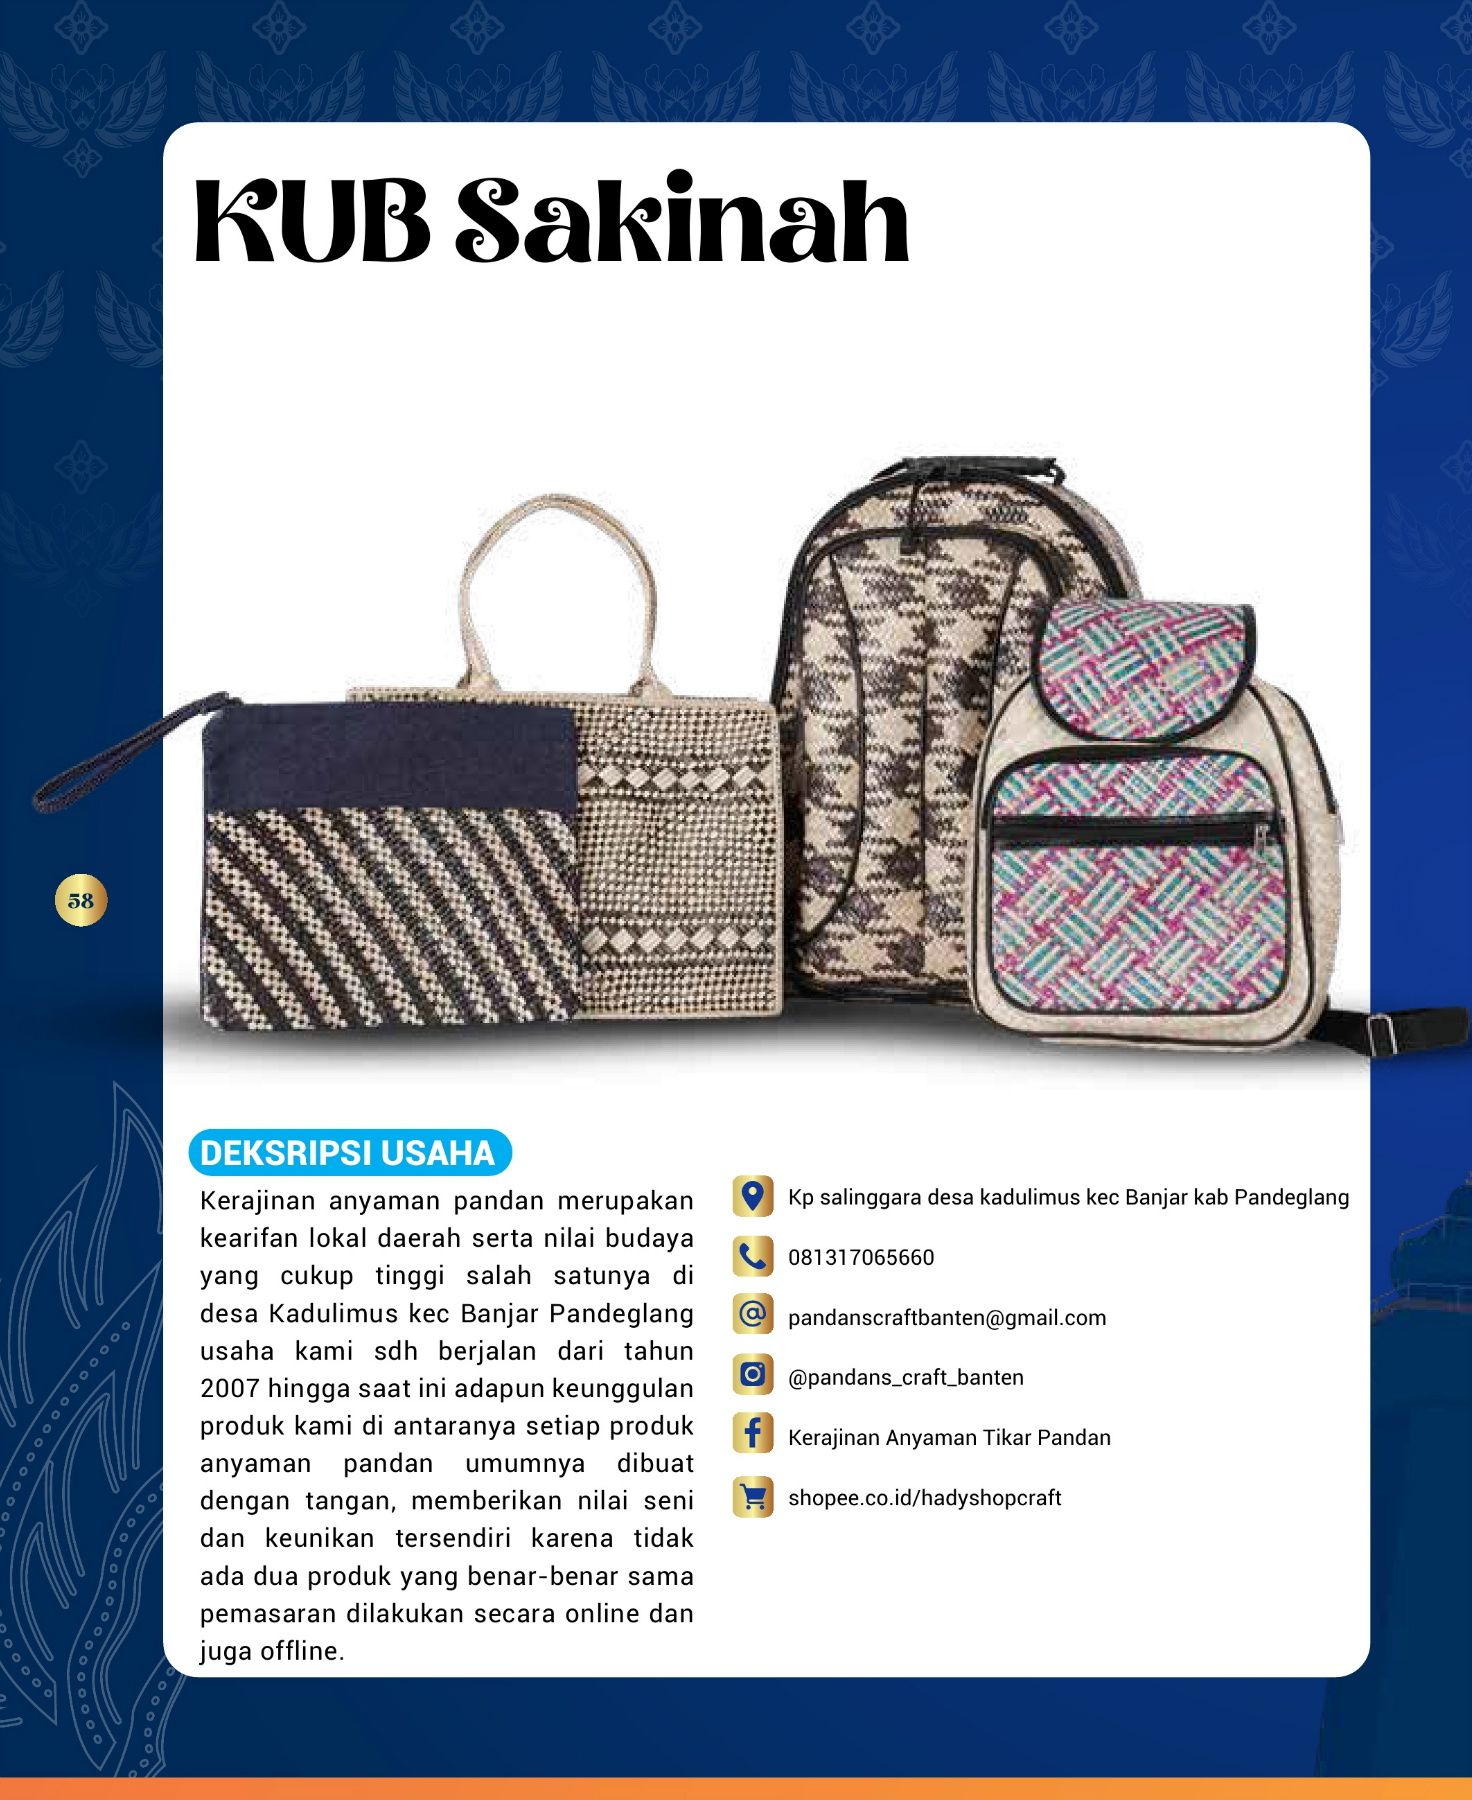 KUB Sakinah
58
DEKSRIPSI USAHA
Kerajinan anyaman pandan merupakan
kearifan lokal daerah serta nilai budaya
yang cukup tinggi salah satunya di
desa Kadulimus kec Banjar Pandeglang
usaha kami sdh berjalan dari tahun
2007 hingga saat ini adapun keunggulan
produk kami di antaranya setiap produk
anyaman pandan umumnya dibuat
dengan tangan, memberikan nilai seni
dan keunikan tersendiri karena tidak
ada dua produk yang benar-benar sama
pemasaran dilakukan secara online dan
juga offline.
Kp salinggara desa kadulimus kec Banjar kab Pandeglang
081317065660
pandanscraftbanten@gmail.com
@pandans_craft_banten
Kerajinan Anyaman Tikar Pandan
shopee.co.id/hadyshopcraft